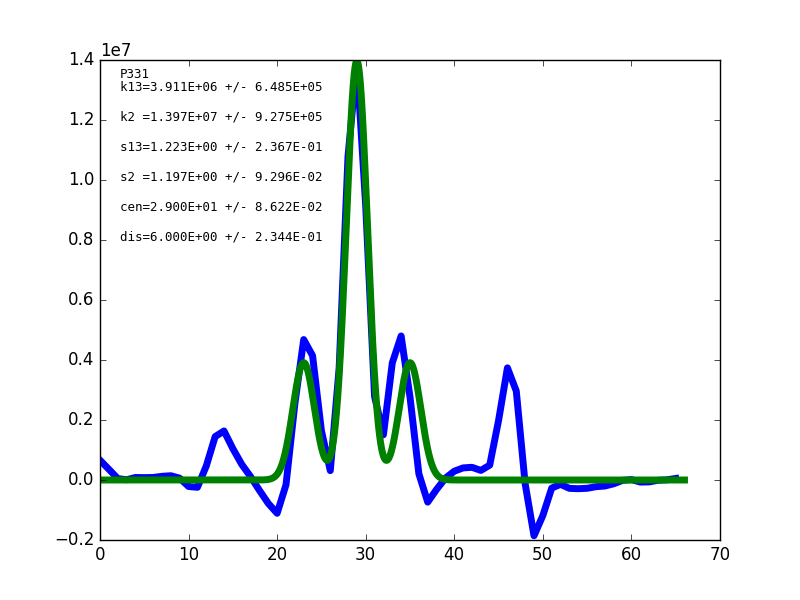 1e7
P331
k13=3.911E+06 +/- 6.485E+05
k2 =1.397E+07 +/- 9.275E+05
s13=1.223E+00 +/- 2.367E-01
s2 =1.197E+00 +/- 9.296E-02
cen=2.900E+01 +/- 8.622E-02
dis=6.000E+00 +/- 2.344E-01
1.4
1.2
1.0
0.8
0.6
0.4
0.2
0.0
−0.2
0 10 20 30 40 50 60 70